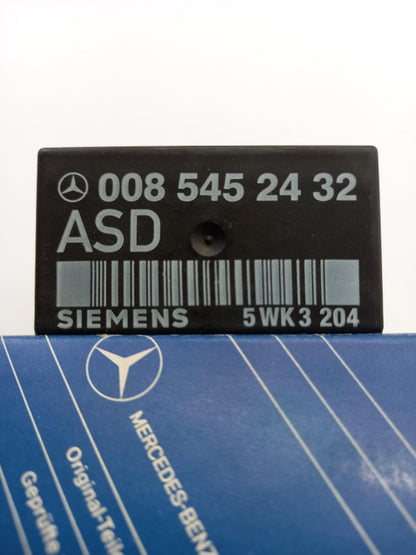 008 545 24 32
ASD
SIEMENS 5WK3 204
MERCEDES-BENZ
Original-Teile
Geprüfte